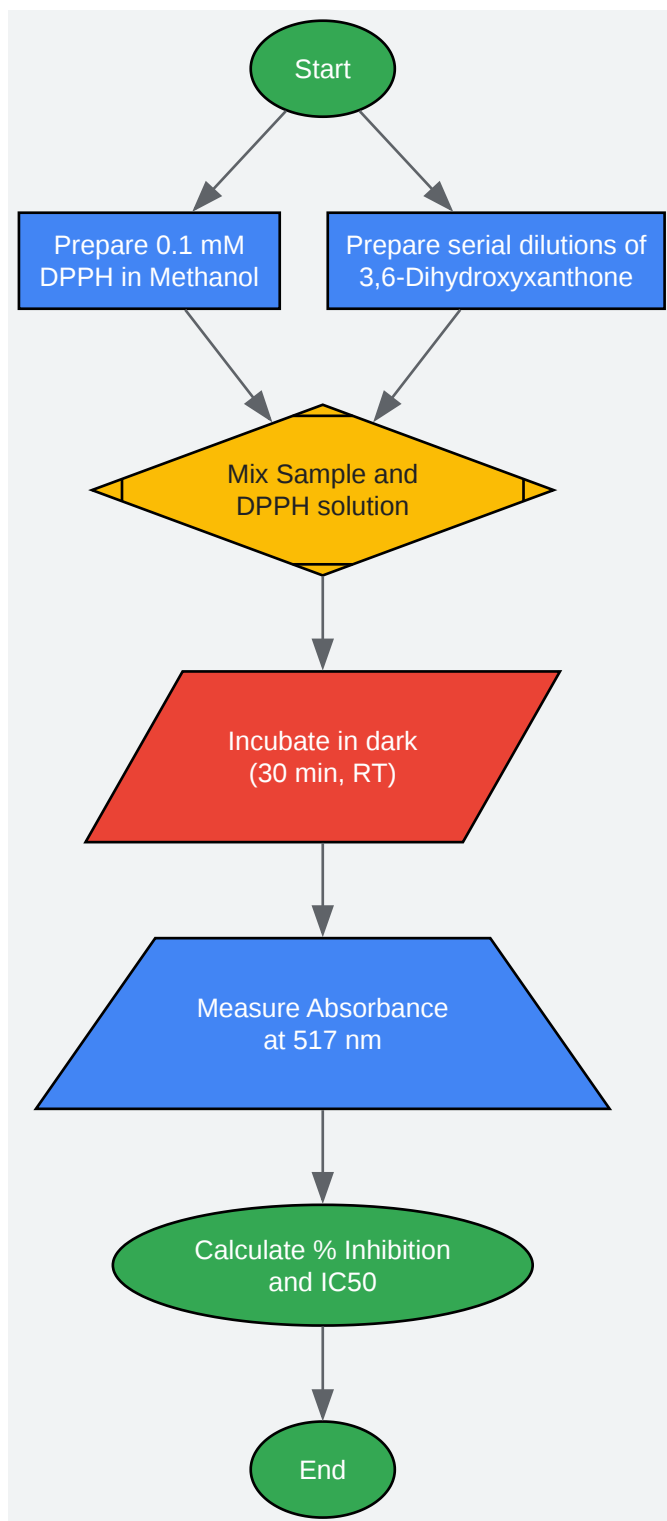 Start
Prepare 0.1 mM
DPPH in Methanol
Prepare serial dilutions of
3,6-Dihydroxyxanthone
Mix Sample and
DPPH solution
Incubate in dark
(30 min, RT)
Measure Absorbance
at 517 nm
Calculate % Inhibition
and IC50
End